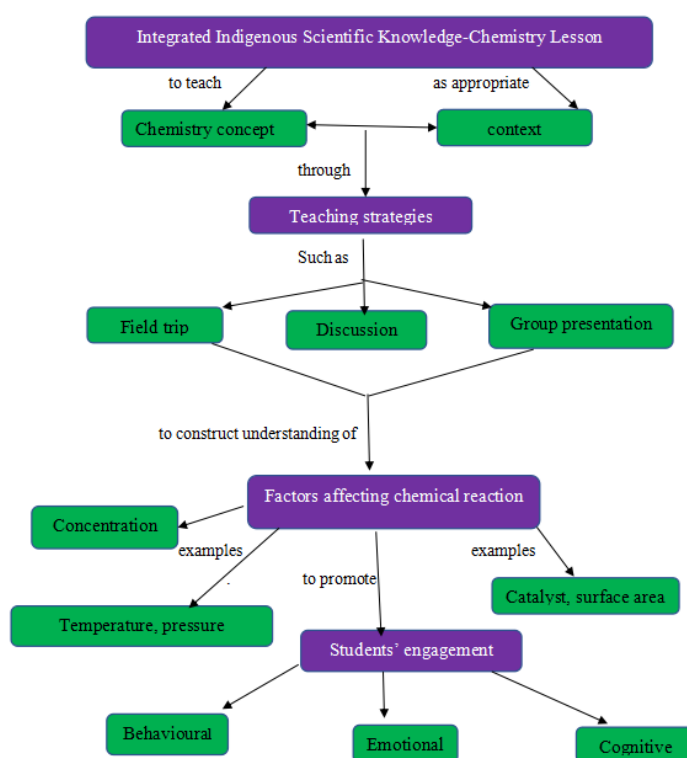 Integrated Indigenous Scientific Knowledge-Chemistry Lesson
to teach
as appropriate
Chemistry concept
context
through
Teaching strategies
Such as
Field trip
Discussion
Group presentation
to construct understanding of
Factors affecting chemical reaction
Concentration
examples
to promote
examples
Catalyst, surface area
Temperature, pressure
Students’ engagement
Behavioural
Emotional
Cognitive